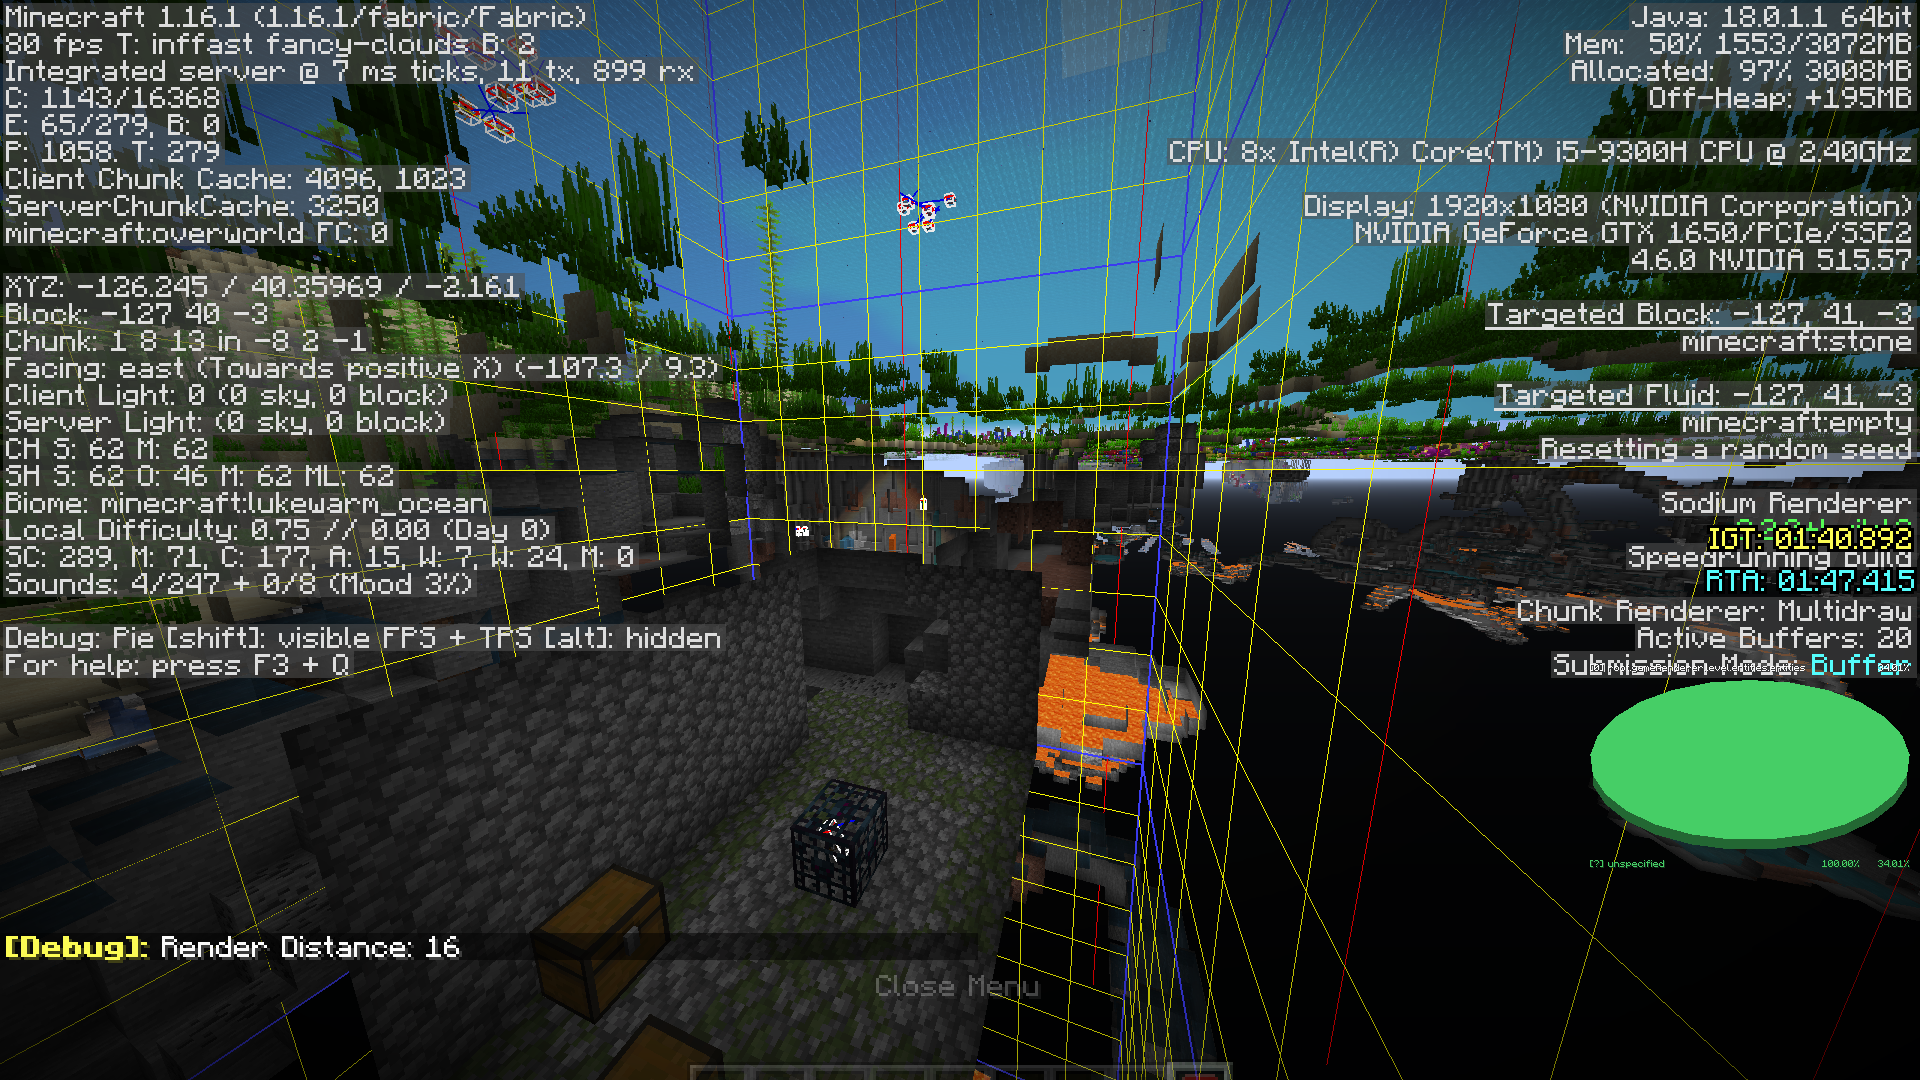 Minecraft 1.16.1 (1.16.1/fabric/Fabric)
80 fps T: inffast fancy-clouds B: 2
Integrated server @ 7 ms ticks, 11 tx, 899 rx
C: 1143/16368
E: 65/279, B: 0
P: 1058. T: 279
Client Chunk Cache: 4096, 1023
ServerChunkCache: 3250
minecraft:overworld FC: 0
XYZ: -126.245 / 40.35969 / -2.161
Block: -127 40 -3
Chunk: 1 8 13 in -8 2 -1
Facing: east (Towards positive X) (-107.3 / 9.3)
Client Light: 0 (0 sky, 0 block)
Server Light: (0 sky, 0 block)
CH S: 62 M: 62
SH S: 62 O: 46 M: 62 ML: 62
Biome: minecraft:lukewarm_ocean
Local Difficulty: 0.75 // 0.00 (Day 0)
SC: 289, M: 71, C: 177, A: 15, W: 7, W: 24, M: 0
Sounds: 4/247 + 0/8 (Mood 3%)
Debug: Pie [shift]: visible FPS + TPS [alt]: hidden
For help: press F3 + Q
[Debug]: Render Distance: 16
Close Menu
Java: 18.0.1.1 64bit
Mem: 50% 1553/3072MB
Allocated: 97% 3008MB
Off-Heap: +195MB
CPU: 8x Intel(R) Core(TM) i5-9300H CPU @ 2.40GHz
Display: 1920x1080 (NVIDIA Corporation)
NVIDIA GeForce GTX 1650/PCIe/SSE2
4.6.0 NVIDIA 515.57
Targeted Block: -127, 41, -3
minecraft:stone
Targeted Fluid: -127, 41, -3
minecraft:empty
Resetting a random seed
Sodium Renderer
IGT: 01:40.892
Speedrunning build
RTA: 01:47.415
Chunk Renderer: Multidraw
Active Buffers: 20
Submission Mode: Buffer
[0] root.gameRenderer.level.entities.entities 34.01%
[?] unspecified 100.00% 34.01%